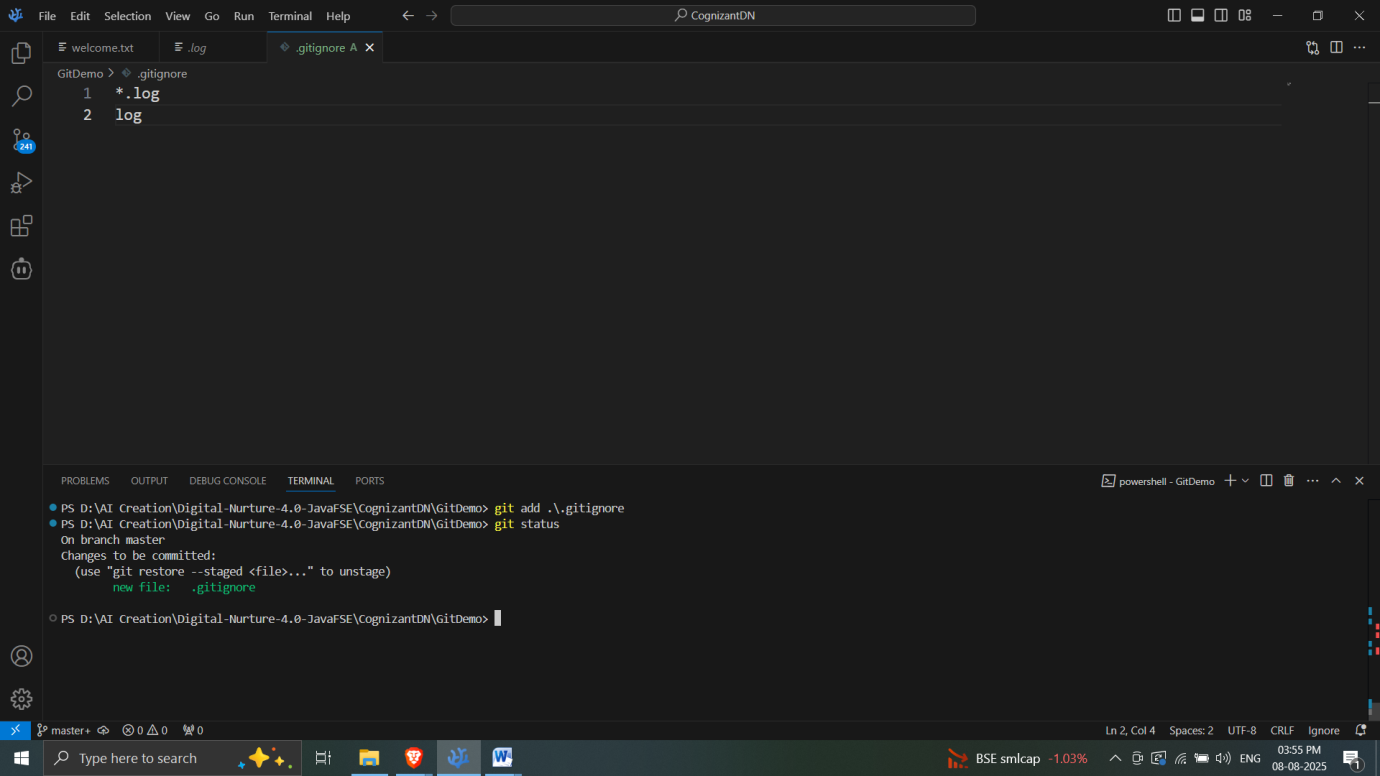 File Edit Selection View Go Run Terminal Help
CognizantDN
welcome.txt
.log
.gitignore A
GitDemo > .gitignore
1 *.log
2 log
241
PROBLEMS OUTPUT DEBUG CONSOLE TERMINAL PORTS
powershell - GitDemo
PS D:\AI Creation\Digital-Nurture-4.0-JavaFSE\CognizantDN\GitDemo> git add .\.gitignore
PS D:\AI Creation\Digital-Nurture-4.0-JavaFSE\CognizantDN\GitDemo> git status
On branch master
Changes to be committed:
(use "git restore --staged <file>..." to unstage)
new file: .gitignore
PS D:\AI Creation\Digital-Nurture-4.0-JavaFSE\CognizantDN\GitDemo>
master+ 0 0 0
Ln 2, Col 4 Spaces: 2 UTF-8 CRLF Ignore
Type here to search
BSE smlcap -1.03%
ENG
03:55 PM
08-08-2025
1